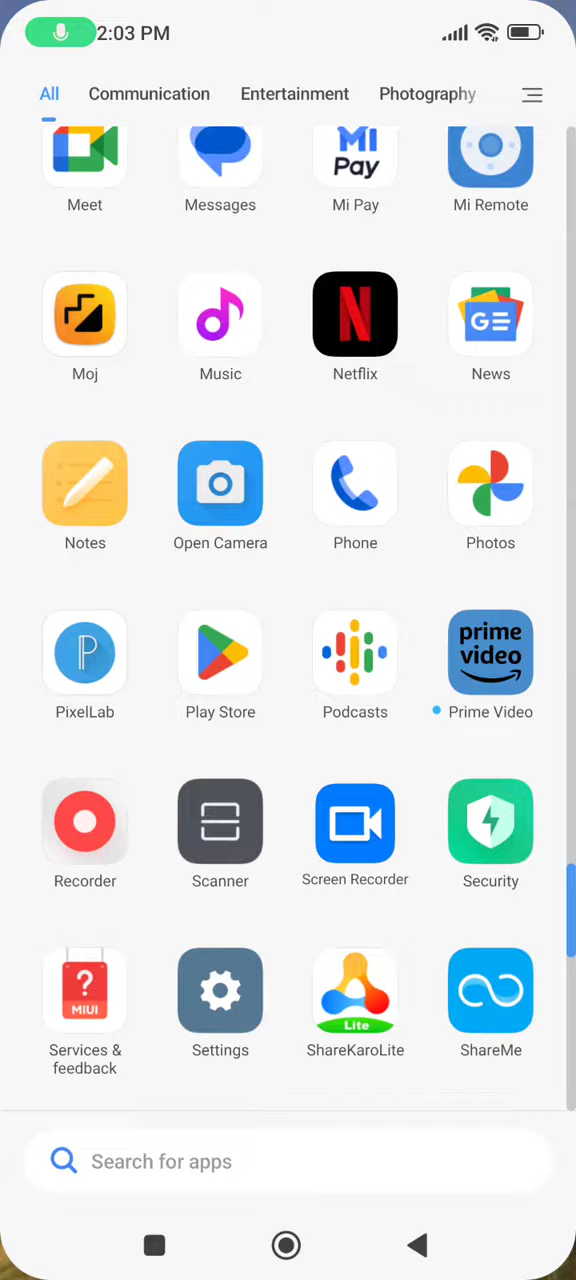 2:03 PM
All Communication Entertainment Photography
Mi Pay
Meet Messages Mi Pay Mi Remote
N GE
Moj Music Netflix News
Notes Open Camera Phone Photos
P prime video
PixelLab Play Store Podcasts Prime Video
Recorder Scanner Screen Recorder Security
? MIUI Lite
Services & feedback Settings ShareKaroLite ShareMe
Search for apps